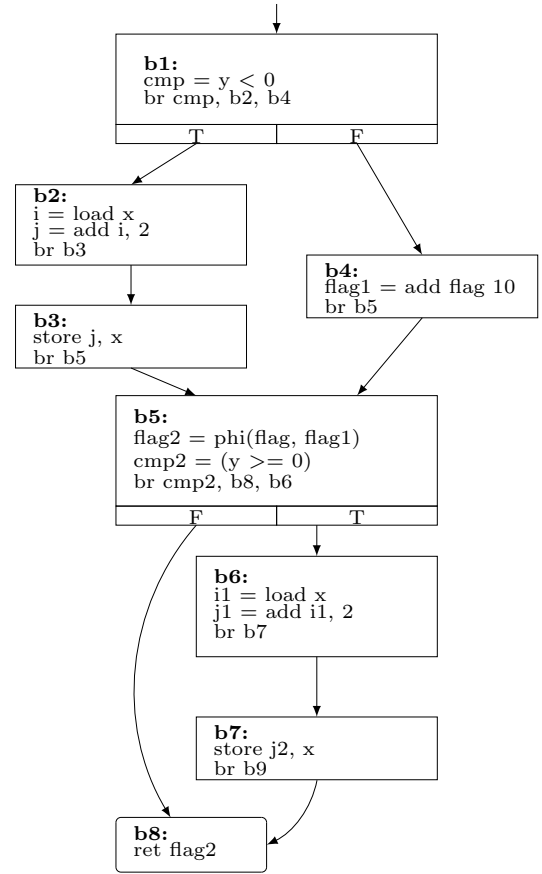 b1:
cmp = y < 0
br cmp, b2, b4
T
F
b2:
i = load x
j = add i, 2
br b3
b4:
flag1 = add flag 10
br b5
b3:
store j, x
br b5
b5:
flag2 = phi(flag, flag1)
cmp2 = (y >= 0)
br cmp2, b8, b6
F
T
b6:
i1 = load x
j1 = add i1, 2
br b7
b7:
store j2, x
br b9
b8:
ret flag2